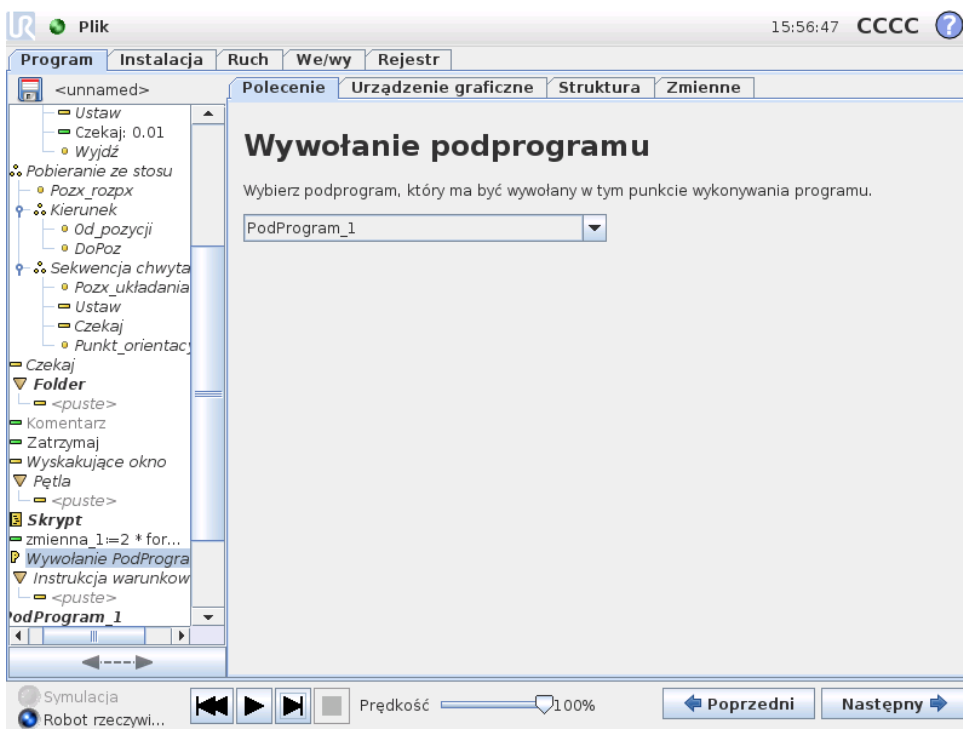 UR Plik 15:56:47 CCCC ?
Program Instalacja Ruch We/wy Rejestr
<unnamed>
Polecenie Urządzenie graficzne Struktura Zmienne
Ustaw
Czekaj: 0.01
Wyjdź
Pobieranie ze stosu
Pozx_rozpx
Kierunek
Od_pozycji
DoPoz
Sekwencja chwyta
Pozx_układania
Ustaw
Czekaj
Punkt_orientacy
Czekaj
Folder
<puste>
Komentarz
Zatrzymaj
Wyskakujące okno
Pętla
<puste>
Skrypt
zmienna_1:=2 * for...
Wywołanie PodProgra
Instrukcja warunkow
<puste>
PodProgram_1
Wywołanie podprogramu
Wybierz podprogram, który ma być wywołany w tym punkcie wykonywania programu.
PodProgram_1
Symulacja
Robot rzeczywi...
Prędkość 100%
Poprzedni Następny